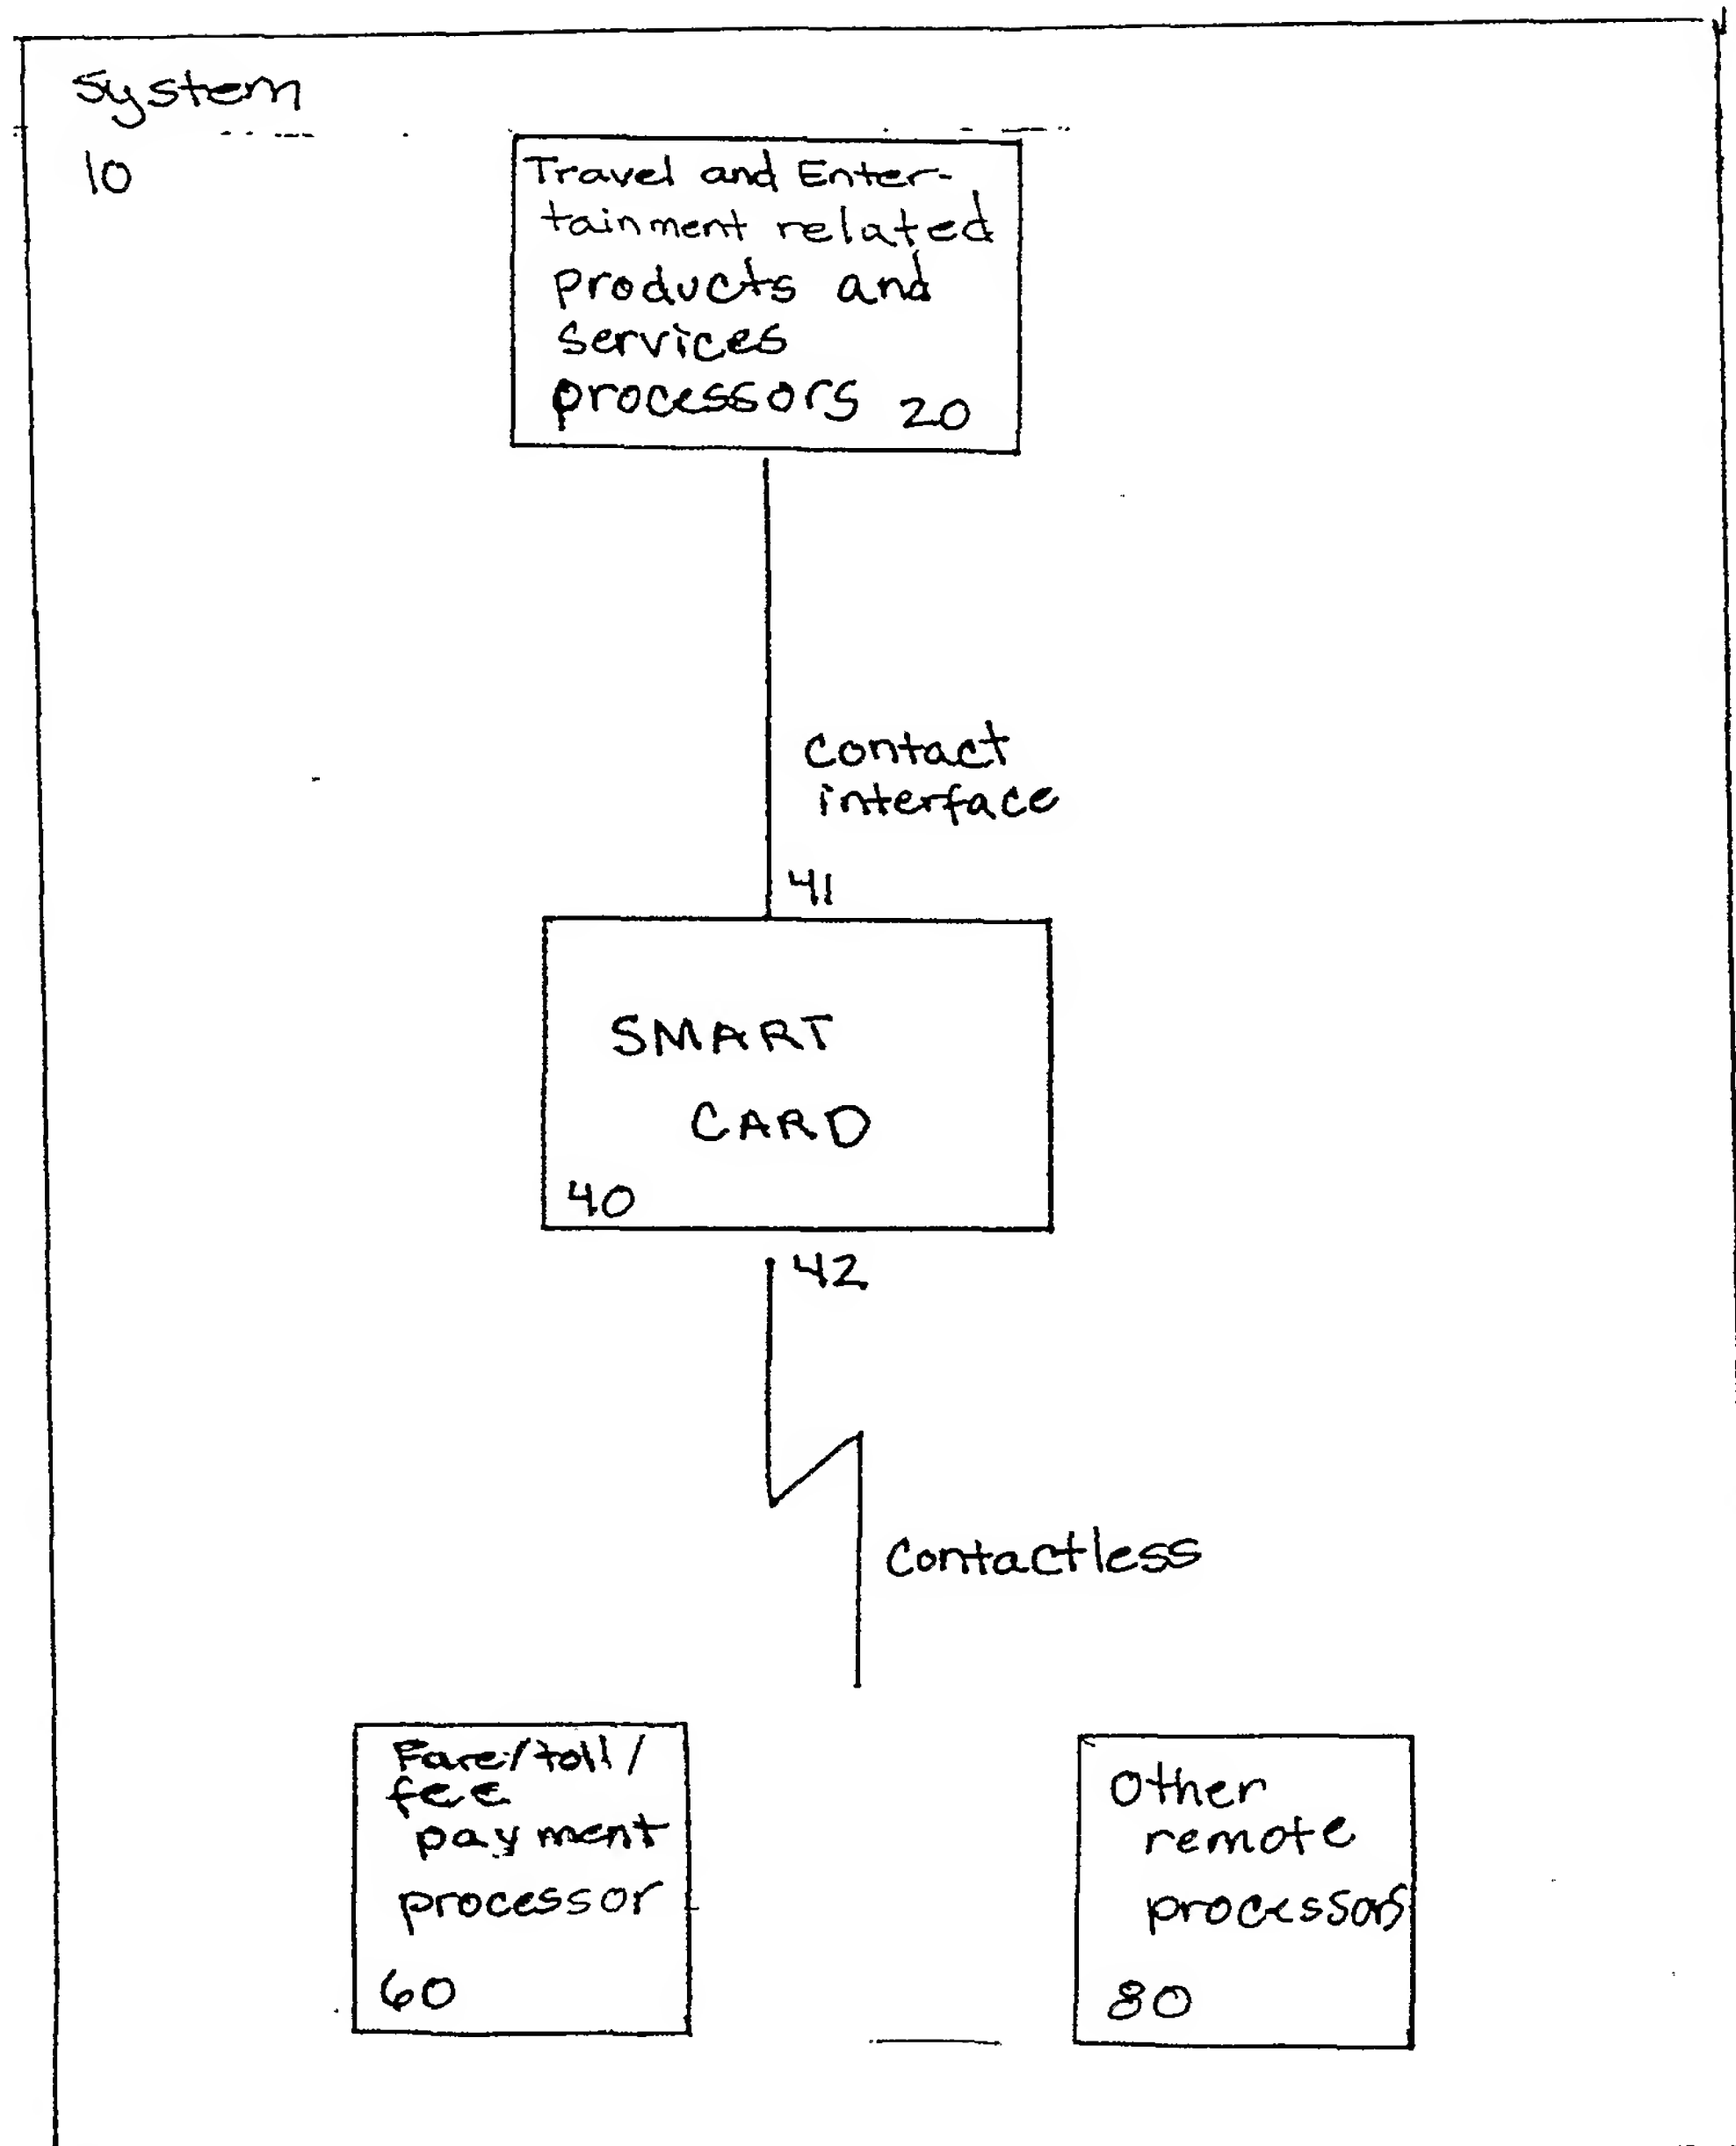 System
10
Travel and Enter-
tainment related
products and
services
processors 20
contact
interface
41
SMART
CARD
40
42
contactless
Fare/toll/
fee
payment
processor
60
other
remote
processors
80